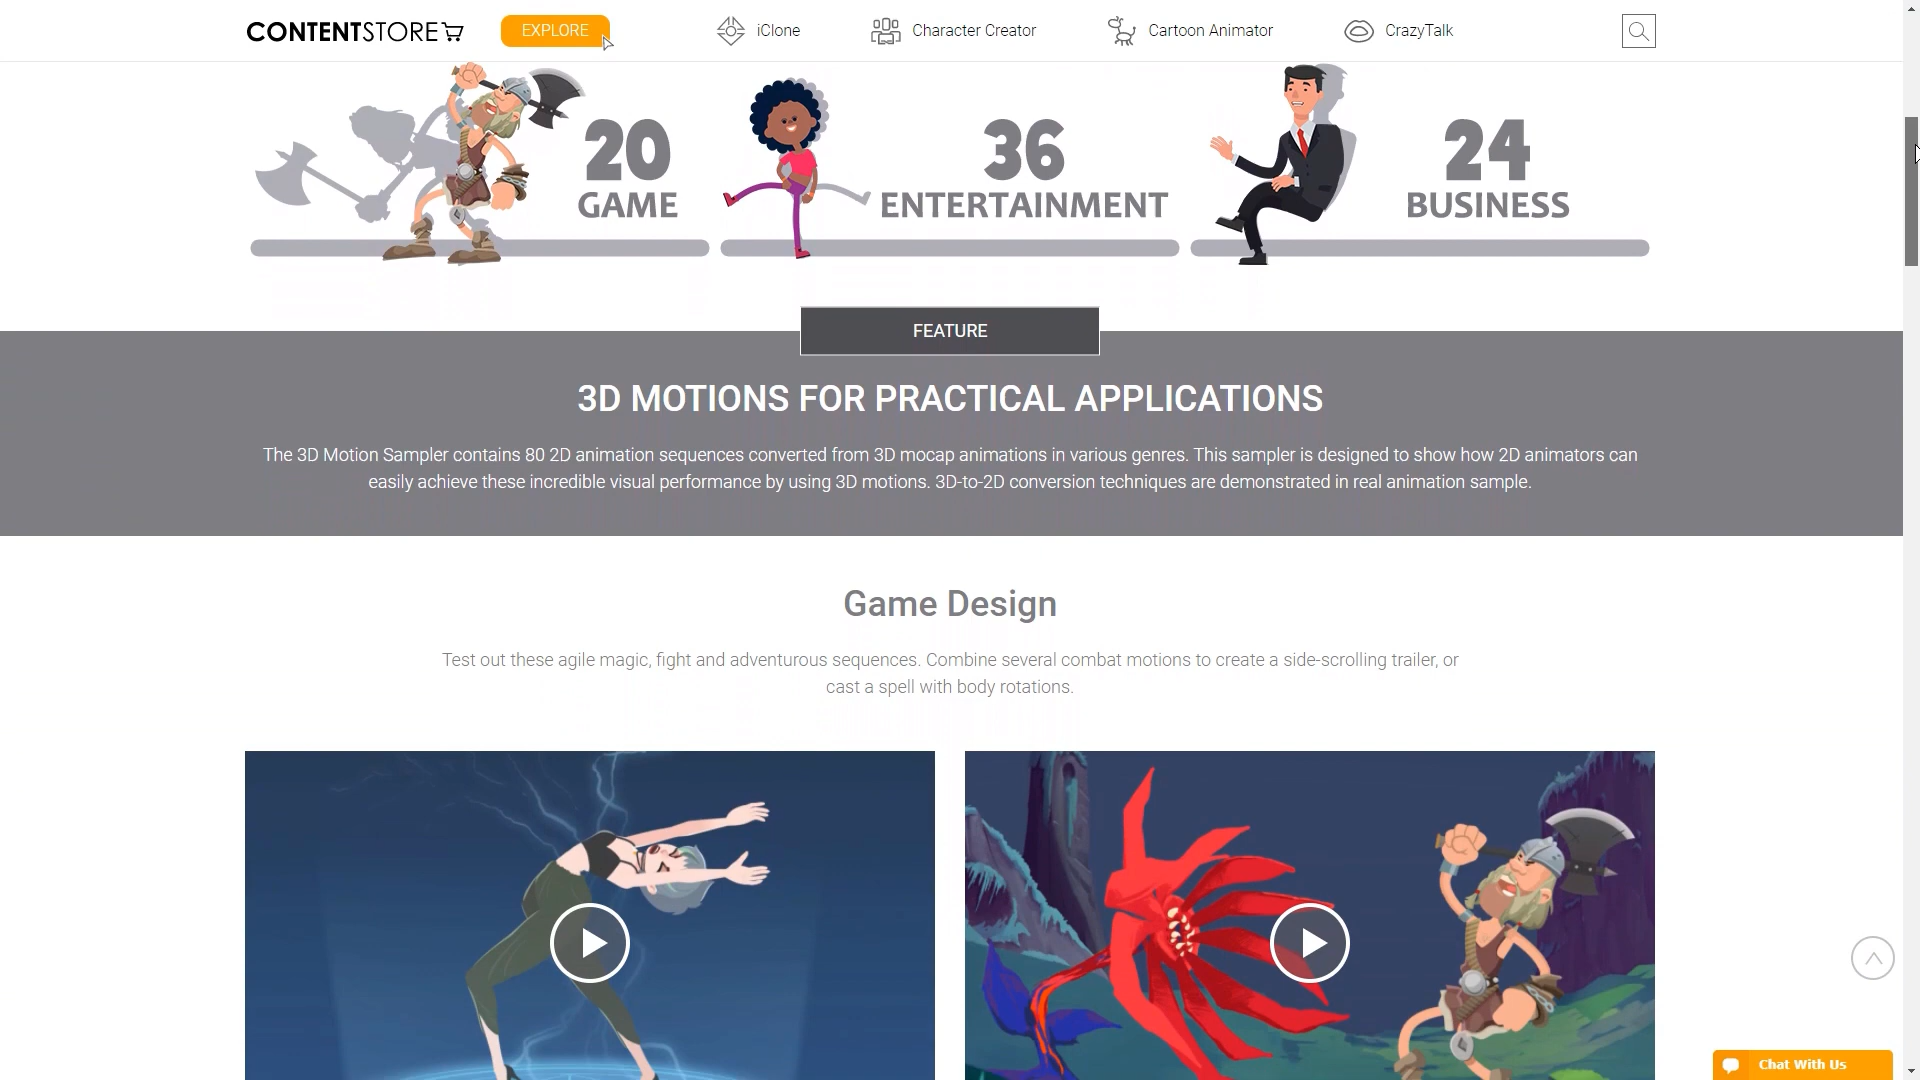 CONTENTSTORE
EXPLORE
iClone
Character Creator
Cartoon Animator
CrazyTalk
20
GAME
36
ENTERTAINMENT
24
BUSINESS
FEATURE
3D MOTIONS FOR PRACTICAL APPLICATIONS
The 3D Motion Sampler contains 80 2D animation sequences converted from 3D mocap animations in various genres. This sampler is designed to show how 2D animators can
easily achieve these incredible visual performance by using 3D motions. 3D-to-2D conversion techniques are demonstrated in real animation sample.
Game Design
Test out these agile magic, fight and adventurous sequences. Combine several combat motions to create a side-scrolling trailer, or
cast a spell with body rotations.
Chat With Us